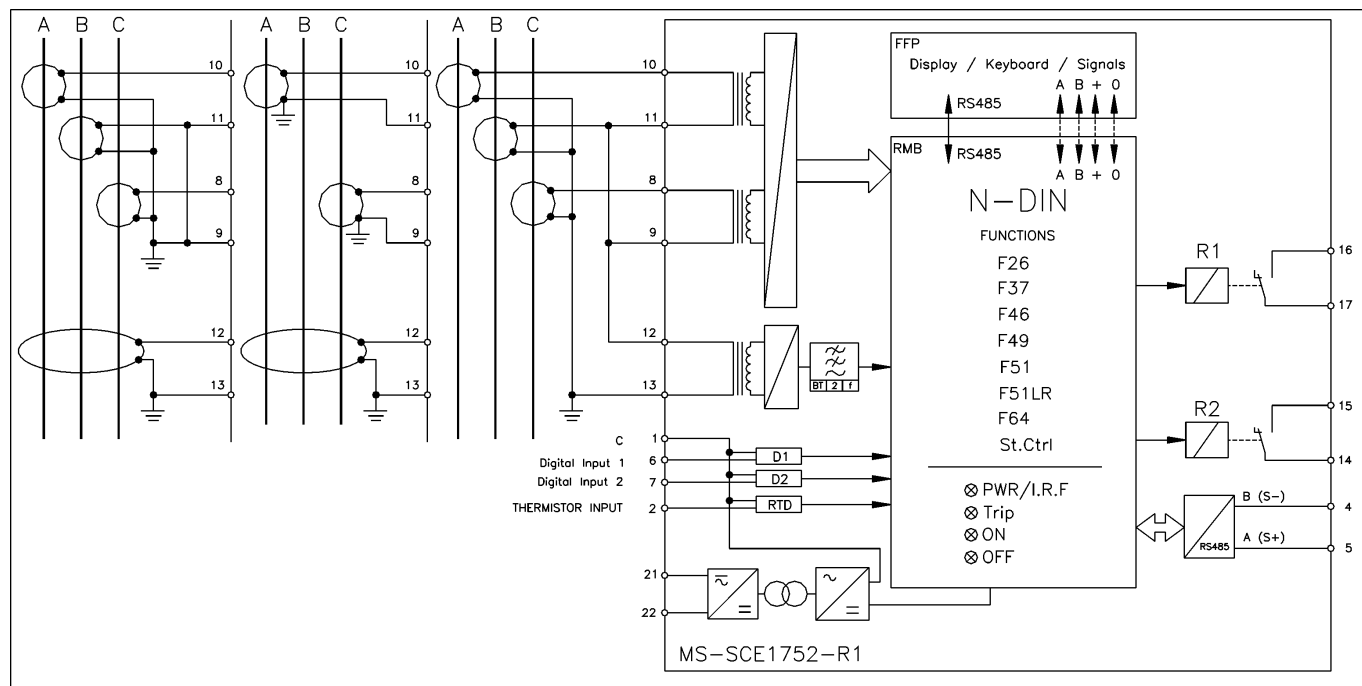 A B C
A B C
A B C
10
11
8
9
12
13
10
11
8
9
12
13
10
11
8
9
12
13
C 1
Digital Input 1 6
Digital Input 2 7
THERMISTOR INPUT 2
21
22
D1
D2
RTD
BT 2 f
FFP
Display / Keyboard / Signals
RS485
A B + 0
RMB
RS485
A B + 0
N-DIN
FUNCTIONS
F26
F37
F46
F49
F51
F51LR
F64
St.Ctrl
PWR/I.R.F
Trip
ON
OFF
R1
16
17
R2
15
14
RS485
B (S-) 4
A (S+) 5
MS-SCE1752-R1